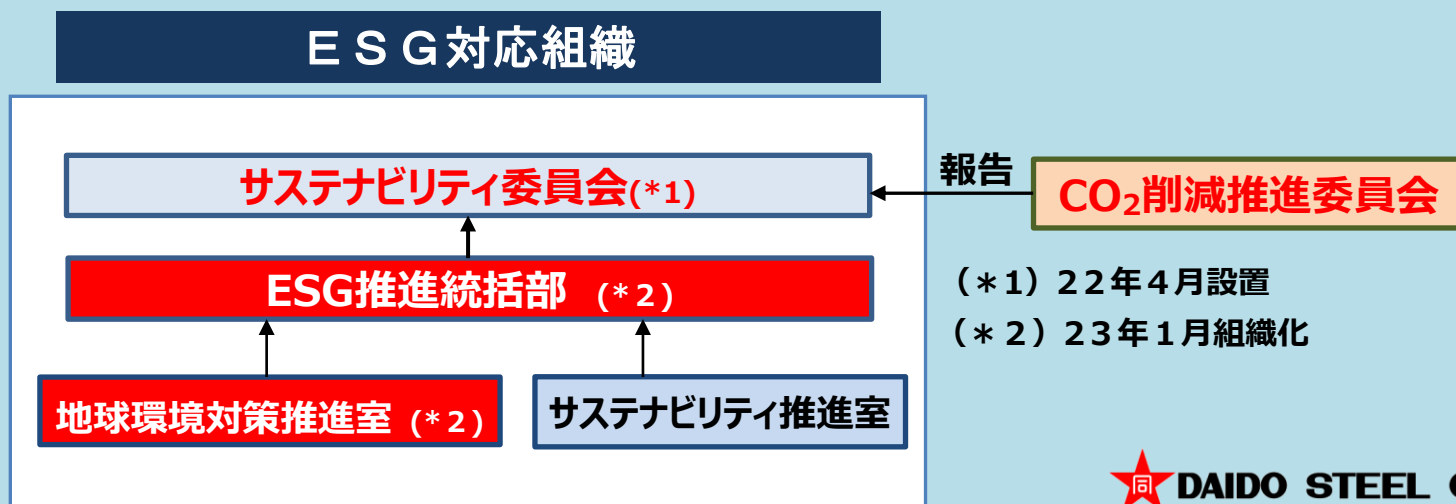 ＥＳＧ対応組織
サステナビリティ委員会(*1)
報告
CO₂削減推進委員会
ESG推進統括部 (*2)
（*1）22年4月設置
（*2）23年1月組織化
地球環境対策推進室 (*2)
サステナビリティ推進室
同 DAIDO STEEL